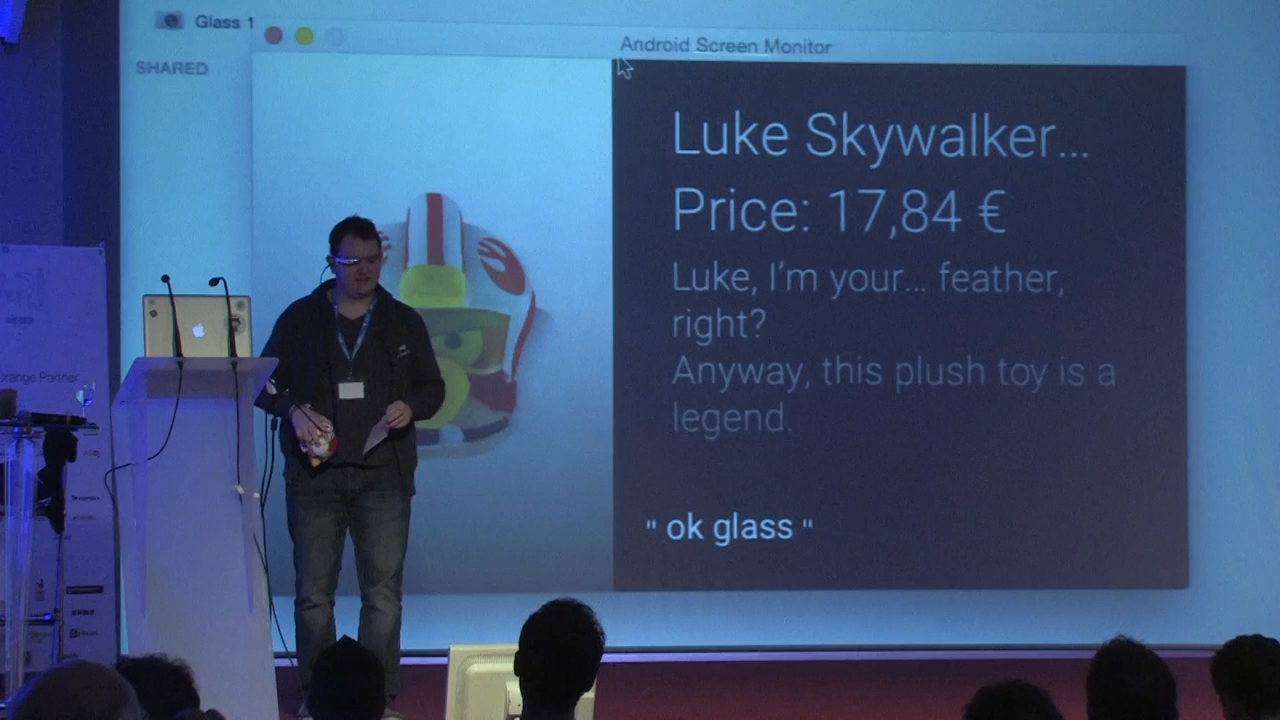 Glass 1
Android Screen Monitor
SHARED
Luke Skywalker...
Price: 17,84 €
Luke, I'm your... feather,
right?
Anyway, this plush toy is a
legend.
" ok glass "
Orange Partner